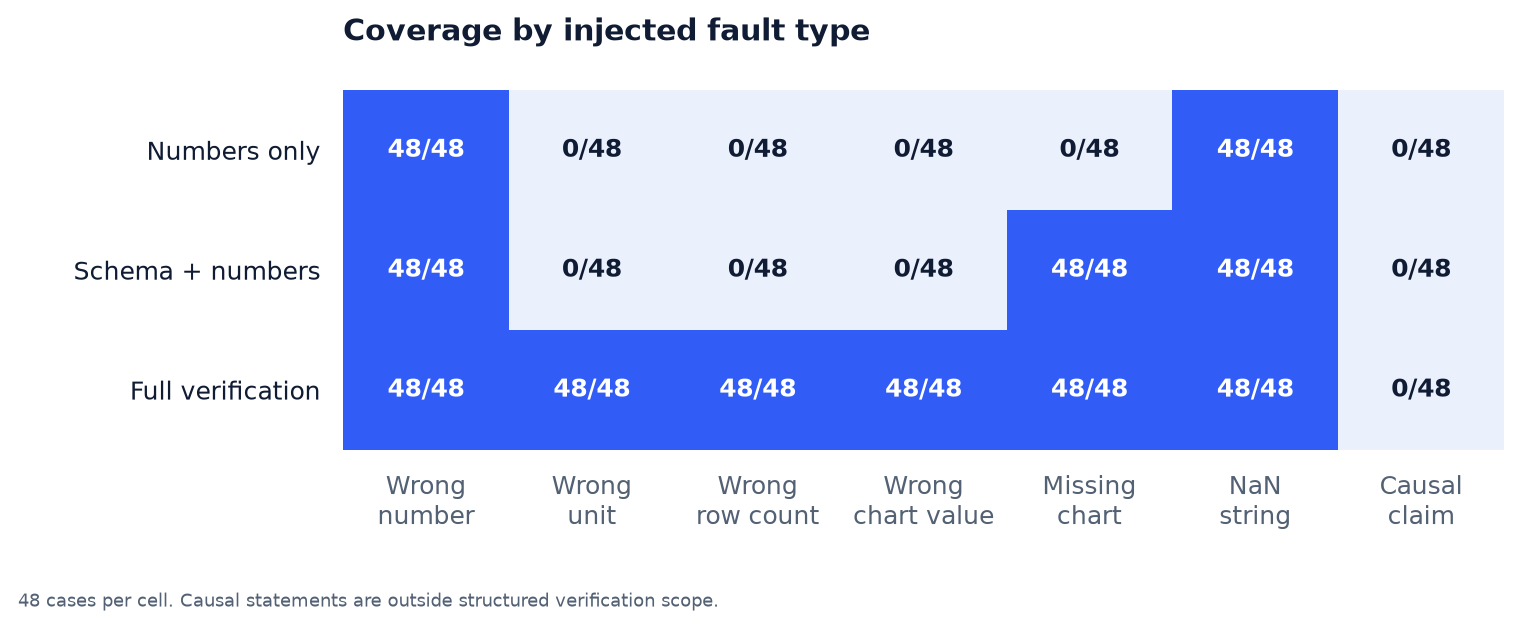 Coverage by injected fault type
Numbers only 48/48 0/48 0/48 0/48 0/48 48/48 0/48
Schema + numbers 48/48 0/48 0/48 0/48 48/48 48/48 0/48
Full verification 48/48 48/48 48/48 48/48 48/48 48/48 0/48
Wrong number
Wrong unit
Wrong row count
Wrong chart value
Missing chart
NaN string
Causal claim
48 cases per cell. Causal statements are outside structured verification scope.